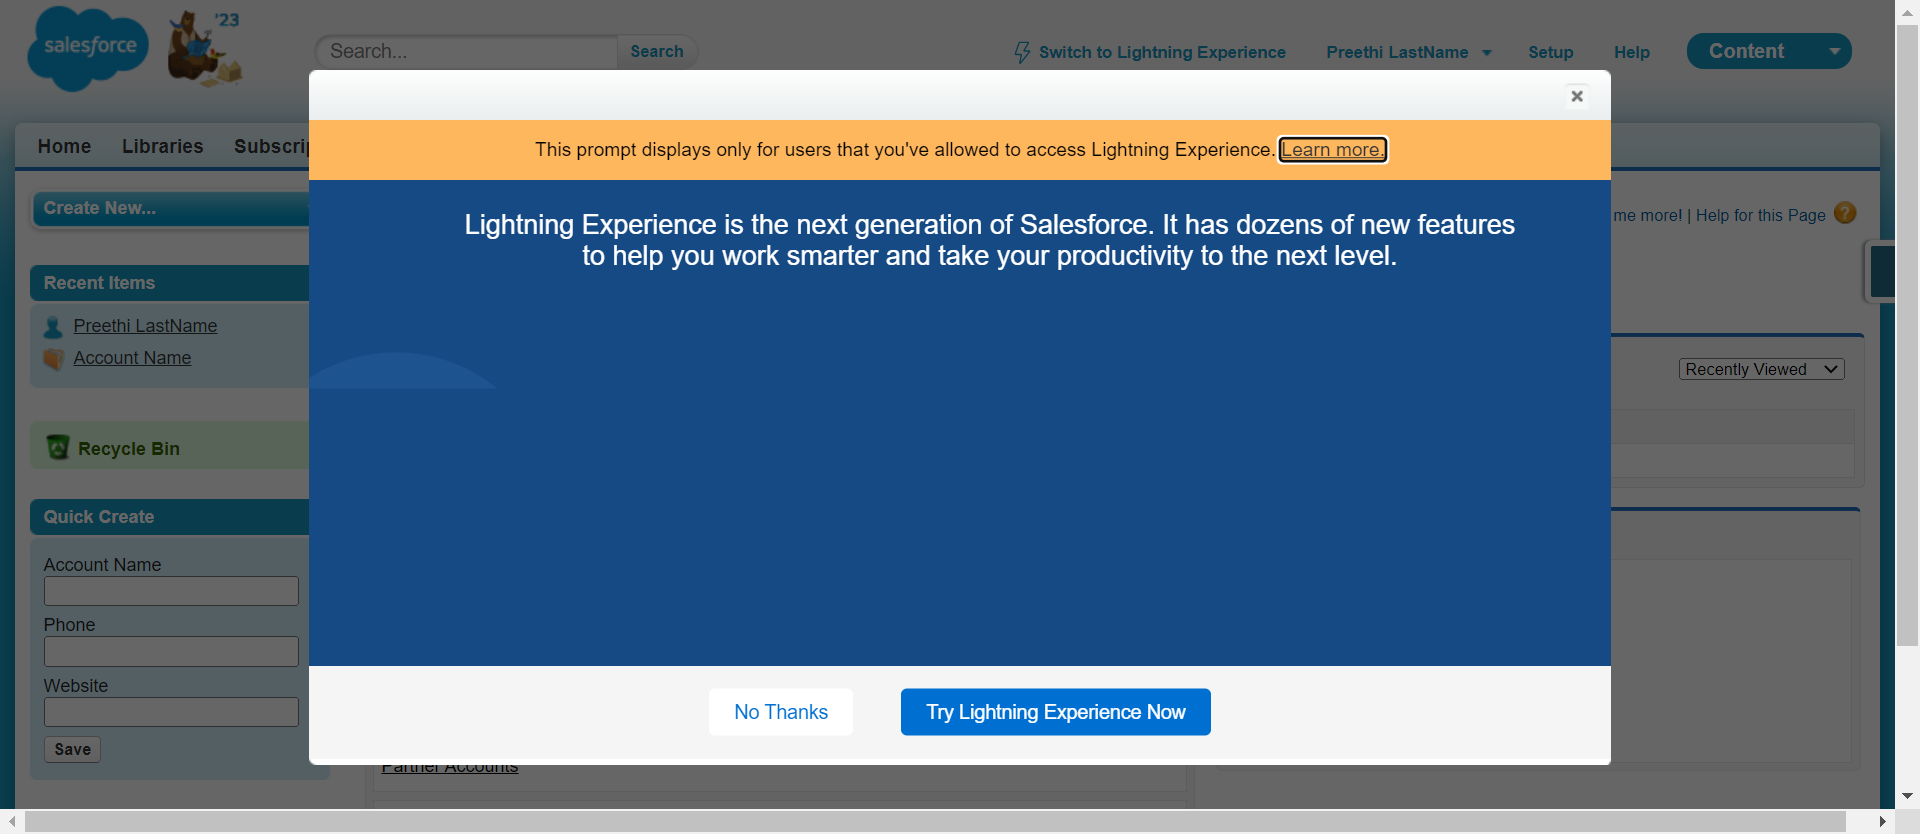 salesforce
'23
Search...
Search
Switch to Lightning Experience
Preethi LastName
Setup
Help
Content
Home
Libraries
This prompt displays only for users that you've allowed to access Lightning Experience. Learn more.
Create New...
Lightning Experience is the next generation of Salesforce. It has dozens of new features
to help you work smarter and take your productivity to the next level.
me more! | Help for this Page
?
Recent Items
Preethi LastName
Account Name
Recently Viewed
Recycle Bin
Quick Create
Account Name
Phone
Website
Save
No Thanks
Try Lightning Experience Now
Partner Accounts